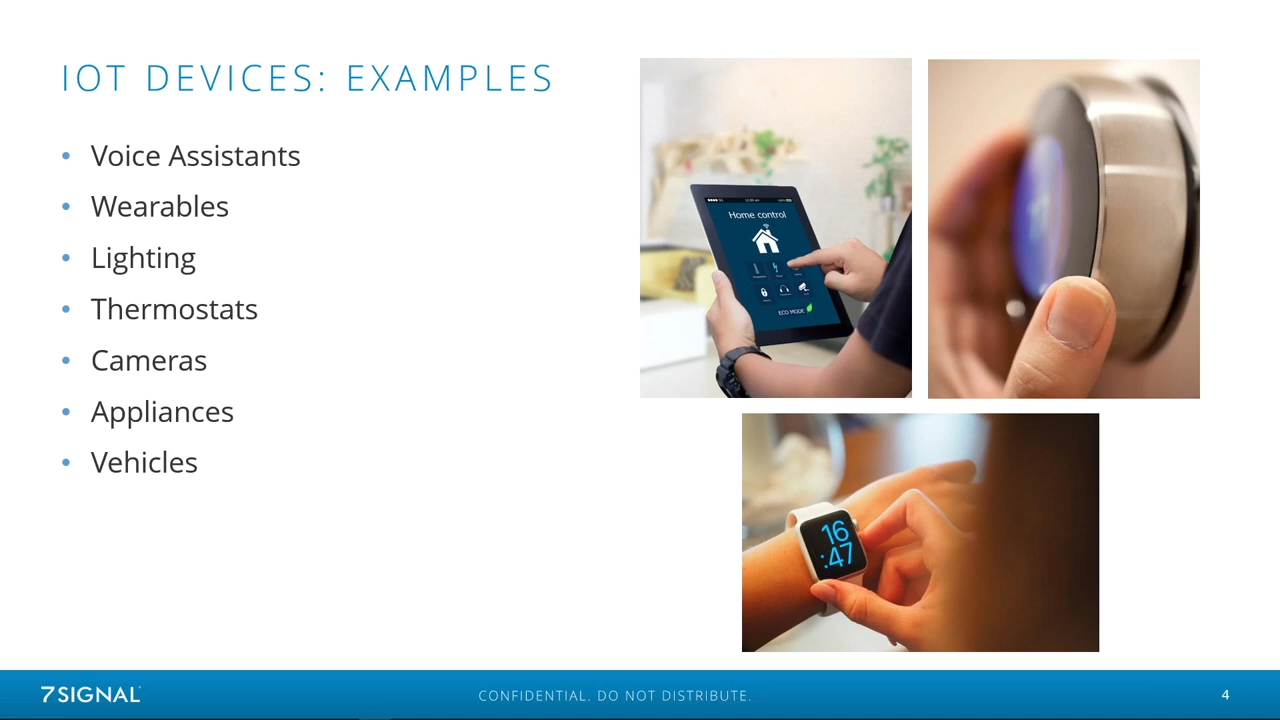 IOT DEVICES: EXAMPLES
• Voice Assistants
• Wearables
• Lighting
• Thermostats
• Cameras
• Appliances
• Vehicles
Home control
ECO MODE
16
:47
7SIGNAL
CONFIDENTIAL. DO NOT DISTRIBUTE.
4